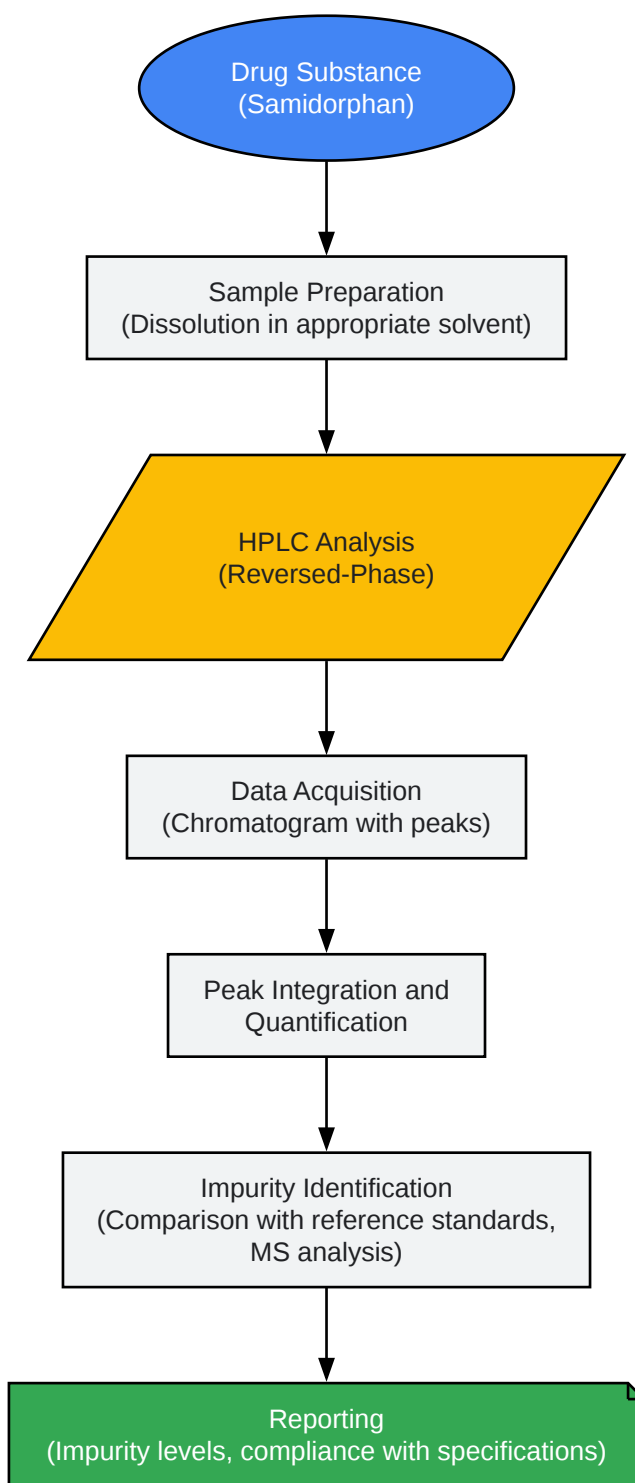 Drug Substance
(Samidorphan)
Sample Preparation
(Dissolution in appropriate solvent)
HPLC Analysis
(Reversed-Phase)
Data Acquisition
(Chromatogram with peaks)
Peak Integration and
Quantification
Impurity Identification
(Comparison with reference standards,
MS analysis)
Reporting
(Impurity levels, compliance with specifications)